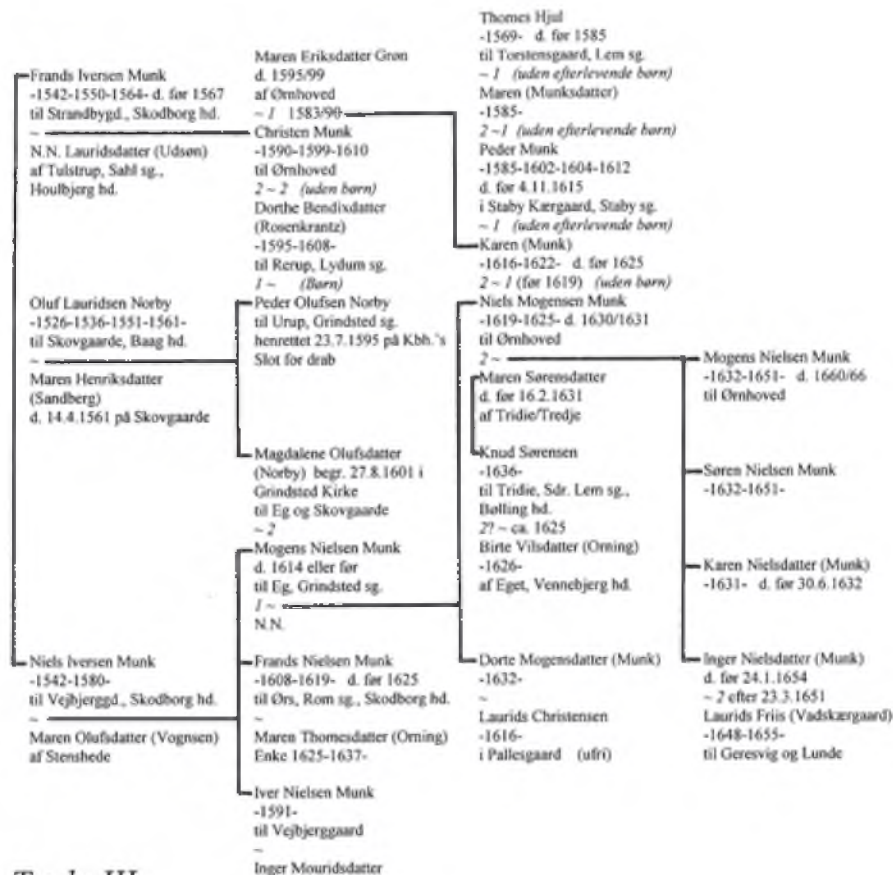 Frands Iversen Munk
-1542-1550-1564- d. før 1567
til Strandbygd., Skodborg hd.
~
N.N. Lauridsdatter (Udsøn)
af Tulstrup, Sahl sg.,
Houlbjerg hd.
Oluf Lauridsen Norby
-1526-1536-1551-1561-
til Skovgaarde, Baag hd.
~
Maren Henriksdatter
(Sandberg)
d. 14.4.1561 på Skovgaarde
Niels Iversen Munk
-1542-1580-
til Vejbjerggd., Skodborg hd.
~
Maren Olufsdatter (Vognsen)
af Stenshede
Maren Eriksdatter Grøn
d. 1595/99
af Ørnhoved
~ 1 1583/90
Christen Munk
-1590-1599-1610
til Ørnhoved
2 ~ 2 (uden børn)
Dorthe Bendixdatter
(Rosenkrantz)
-1595-1608-
til Rerup, Lydum sg.
1 ~ (Børn)
Peder Olufsen Norby
til Urup, Grindsted sg.
henrettet 23.7.1595 på Kbh.'s
Slot for drab
Magdalene Olufsdatter
(Norby) begr. 27.8.1601 i
Grindsted Kirke
til Eg og Skovgaarde
~ 2
Mogens Nielsen Munk
d. 1614 eller før
til Eg, Grindsted sg.
1 ~
N.N.
Frands Nielsen Munk
-1608-1619- d. før 1625
til Ørs, Rom sg., Skodborg hd.
~
Maren Thomesdatter (Orning)
Enke 1625-1637-
Iver Nielsen Munk
-1591-
til Vejbjerggaard
~
Inger Mouridsdatter
Thomes Hjul
-1569- d. før 1585
til Torstensgaard, Lem sg.
~ 1 (uden efterlevende børn)
Maren (Munksdatter)
-1585-
2 ~1 (uden efterlevende børn)
Peder Munk
-1585-1602-1604-1612
d. før 4.11.1615
i Staby Kærgaard, Staby sg.
~ 1 (uden efterlevende børn)
Karen (Munk)
-1616-1622- d. før 1625
2 ~ 1 (før 1619) (uden børn)
Niels Mogensen Munk
-1619-1625- d. 1630/1631
til Ørnhoved
2 ~
Maren Sørensdatter
d. før 16.2.1631
af Tridie/Tredje
Knud Sørensen
-1636-
til Tridie, Sdr. Lem sg.,
Bølling hd.
2? ~ ca. 1625
Birte Vilsdatter (Orning)
-1626-
af Eget, Vennebjerg hd.
Dorte Mogensdatter (Munk)
-1632-
~
Laurids Christensen
-1616-
i Pallesgaard (ufri)
Mogens Nielsen Munk
-1632-1651- d. 1660/66
til Ørnhoved
Søren Nielsen Munk
-1632-1651-
Karen Nielsdatter (Munk)
-1631- d. før 30.6.1632
Inger Nielsdatter (Munk)
d. før 24.1.1654
~ 2 efter 23.3.1651
Laurids Friis (Vadskærgaard)
-1648-1655-
til Geresvig og Lunde